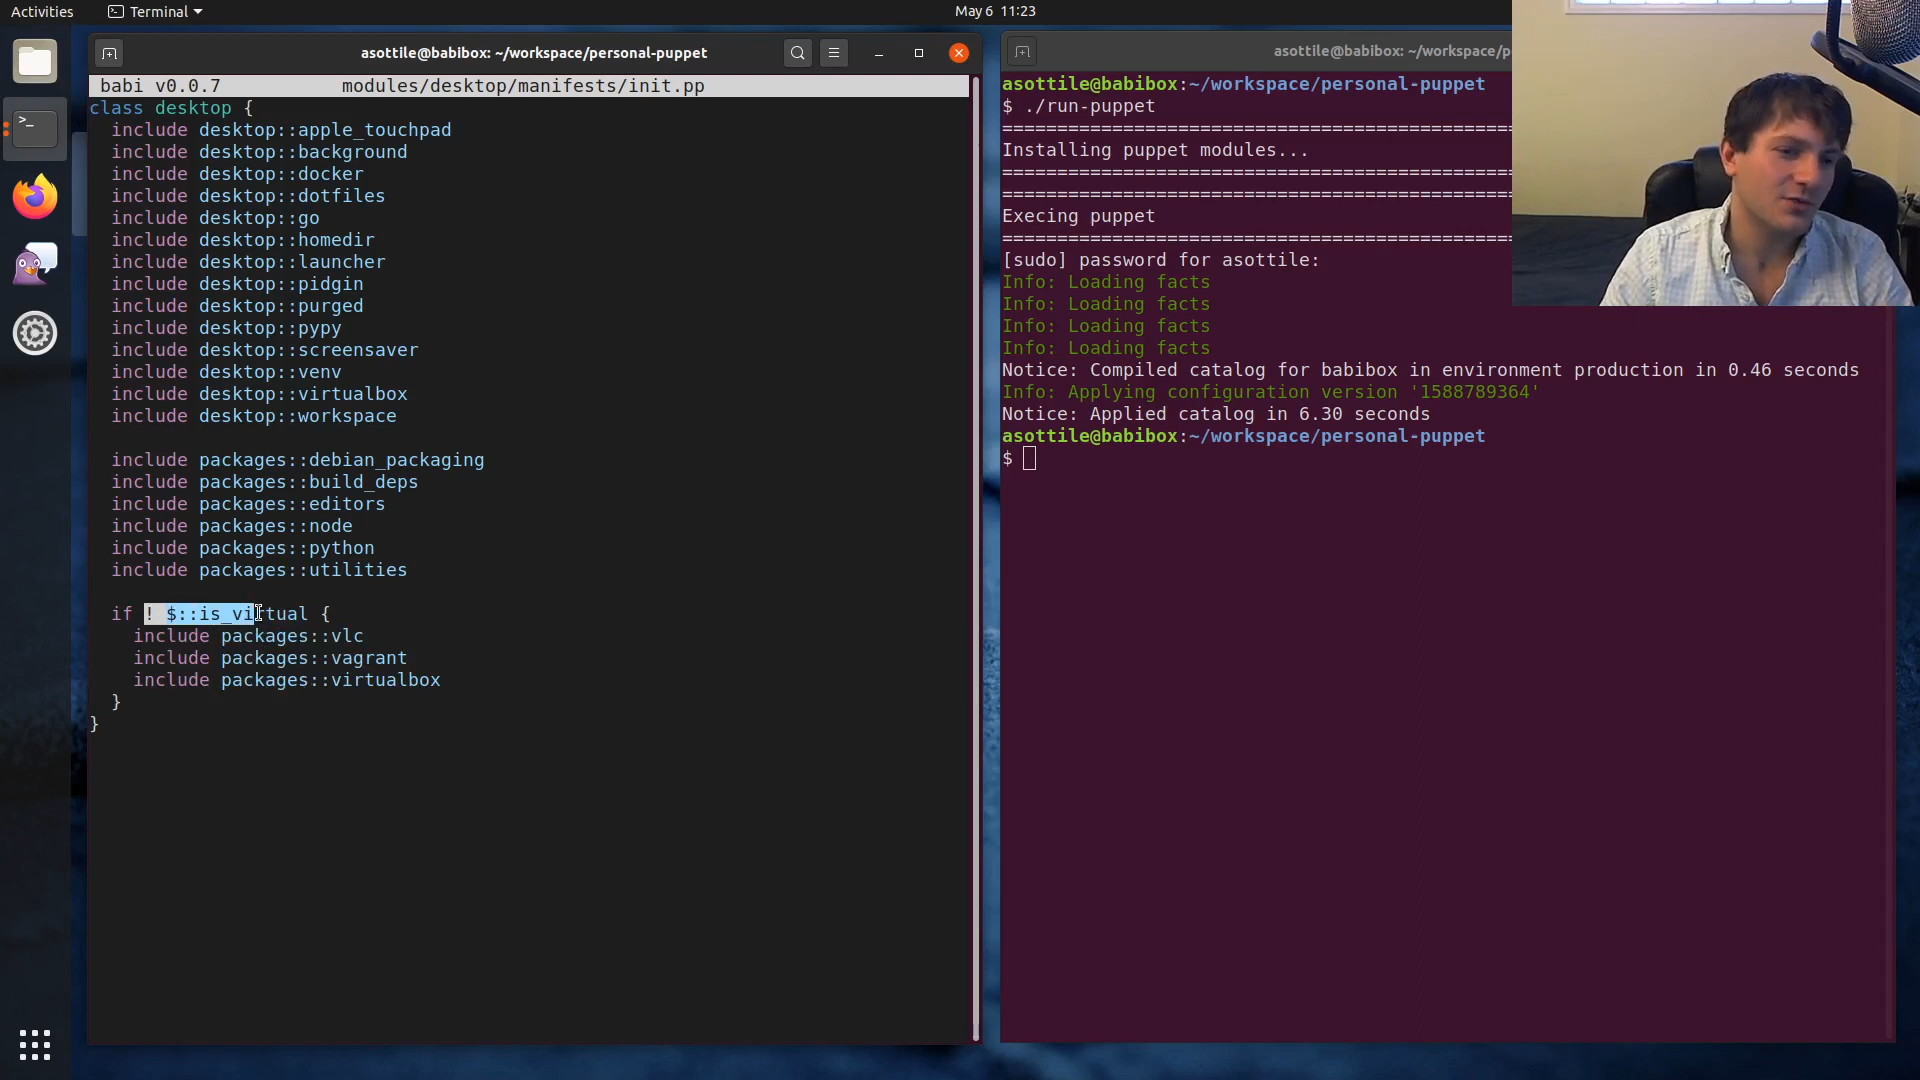 Activities
Terminal
May 6 11:23
asottile@babibox: ~/workspace/personal-puppet
babi v0.0.7 modules/desktop/manifests/init.pp
class desktop {
include desktop::apple_touchpad
include desktop::background
include desktop::docker
include desktop::dotfiles
include desktop::go
include desktop::homedir
include desktop::launcher
include desktop::pidgin
include desktop::purged
include desktop::pypy
include desktop::screensaver
include desktop::venv
include desktop::virtualbox
include desktop::workspace
include packages::debian_packaging
include packages::build_deps
include packages::editors
include packages::node
include packages::python
include packages::utilities
if ! $::is_virtual {
include packages::vlc
include packages::vagrant
include packages::virtualbox
}
}
asottile@babibox: ~/workspace/p
asottile@babibox:~/workspace/personal-puppet
$ ./run-puppet
================================================
Installing puppet modules...
================================================
================================================
Execing puppet
================================================
[sudo] password for asottile:
Info: Loading facts
Info: Loading facts
Info: Loading facts
Info: Loading facts
Notice: Compiled catalog for babibox in environment production in 0.46 seconds
Info: Applying configuration version '1588789364'
Notice: Applied catalog in 6.30 seconds
asottile@babibox:~/workspace/personal-puppet
$